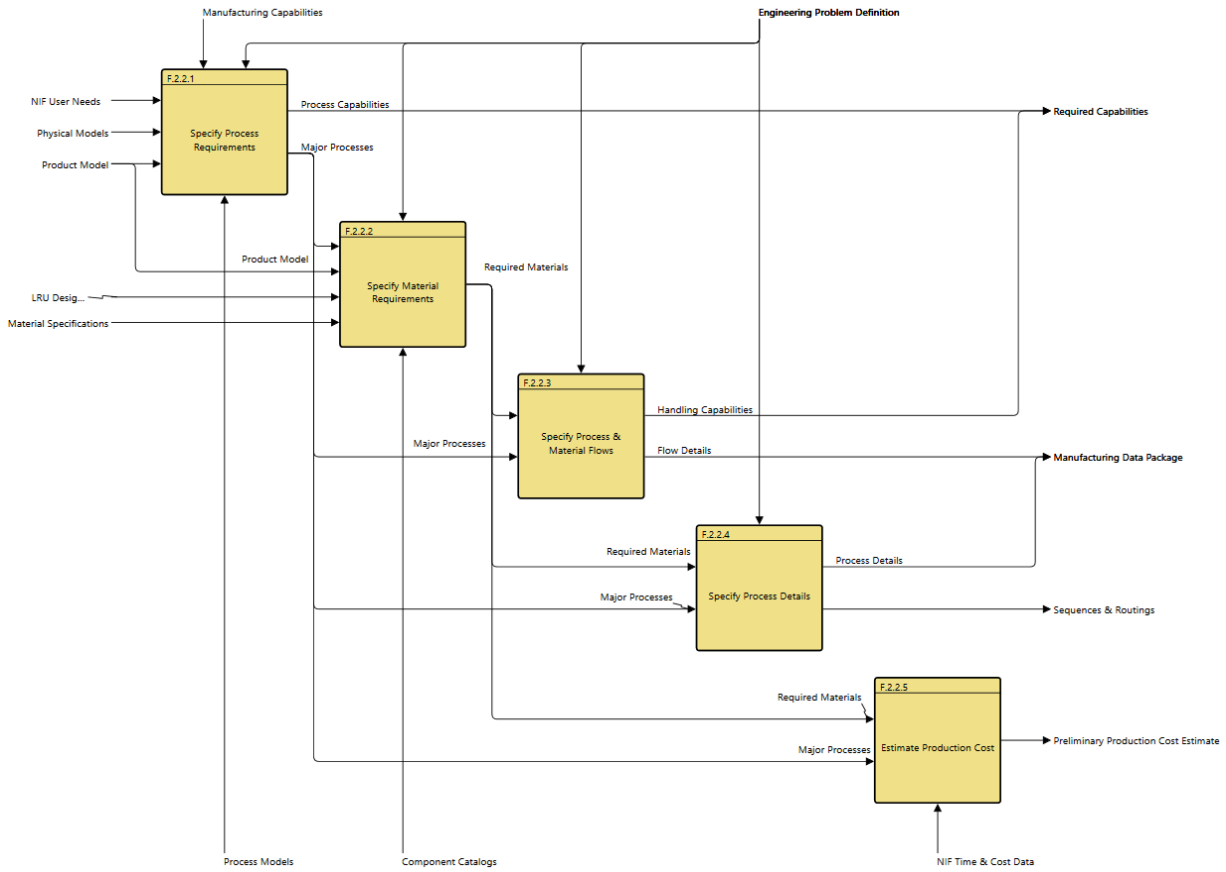 Manufacturing Capabilities
Engineering Problem Definition
F.2.2.1
NIF User Needs
Process Capabilities
Required Capabilities
Physical Models
Specify Process
Requirements
Major Processes
Product Model
F.2.2.2
Product Model
Required Materials
Specify Material
Requirements
LRU Desig...
Material Specifications
F.2.2.3
Handling Capabilities
Specify Process &
Material Flows
Major Processes
Flow Details
Manufacturing Data Package
F.2.2.4
Required Materials
Process Details
Major Processes
Specify Process Details
Sequences & Routings
F.2.2.5
Required Materials
Major Processes
Estimate Production Cost
Preliminary Production Cost Estimate
Process Models
Component Catalogs
NIF Time & Cost Data